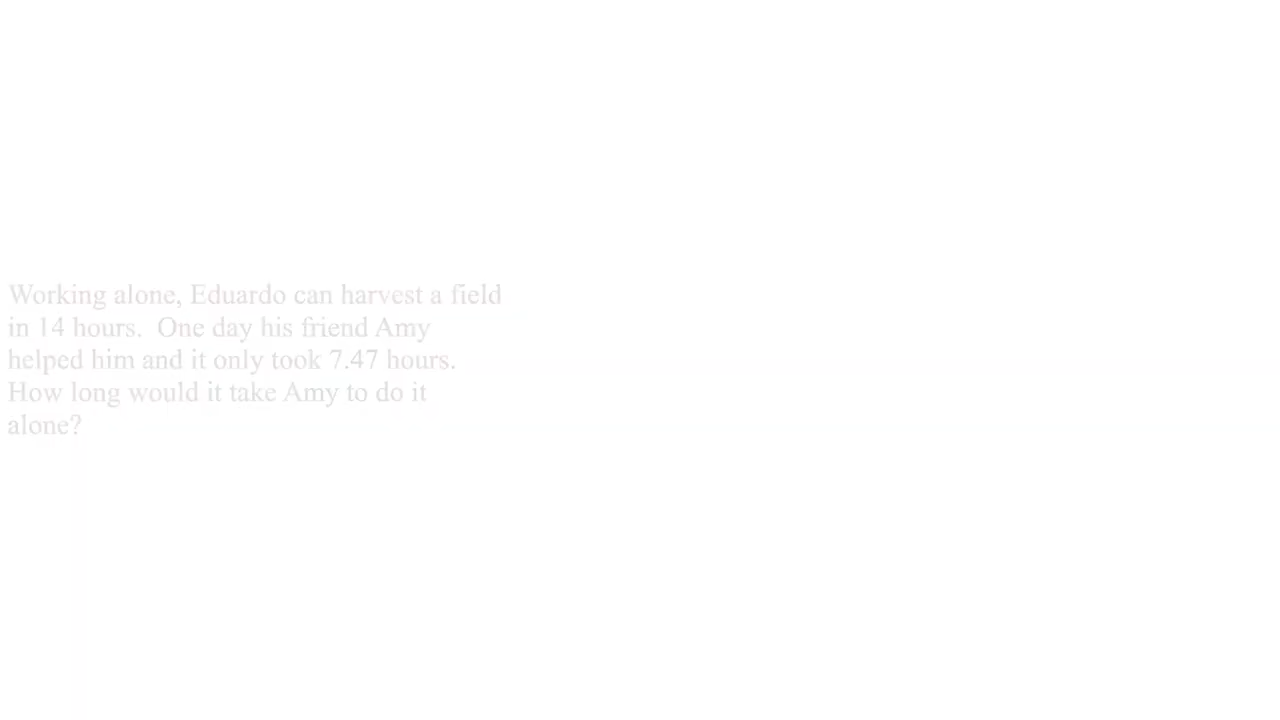 Working alone, Eduardo can harvest a field
in 14 hours.  One day his friend Amy
helped him and it only took 7.47 hours.
How long would it take Amy to do it
alone?